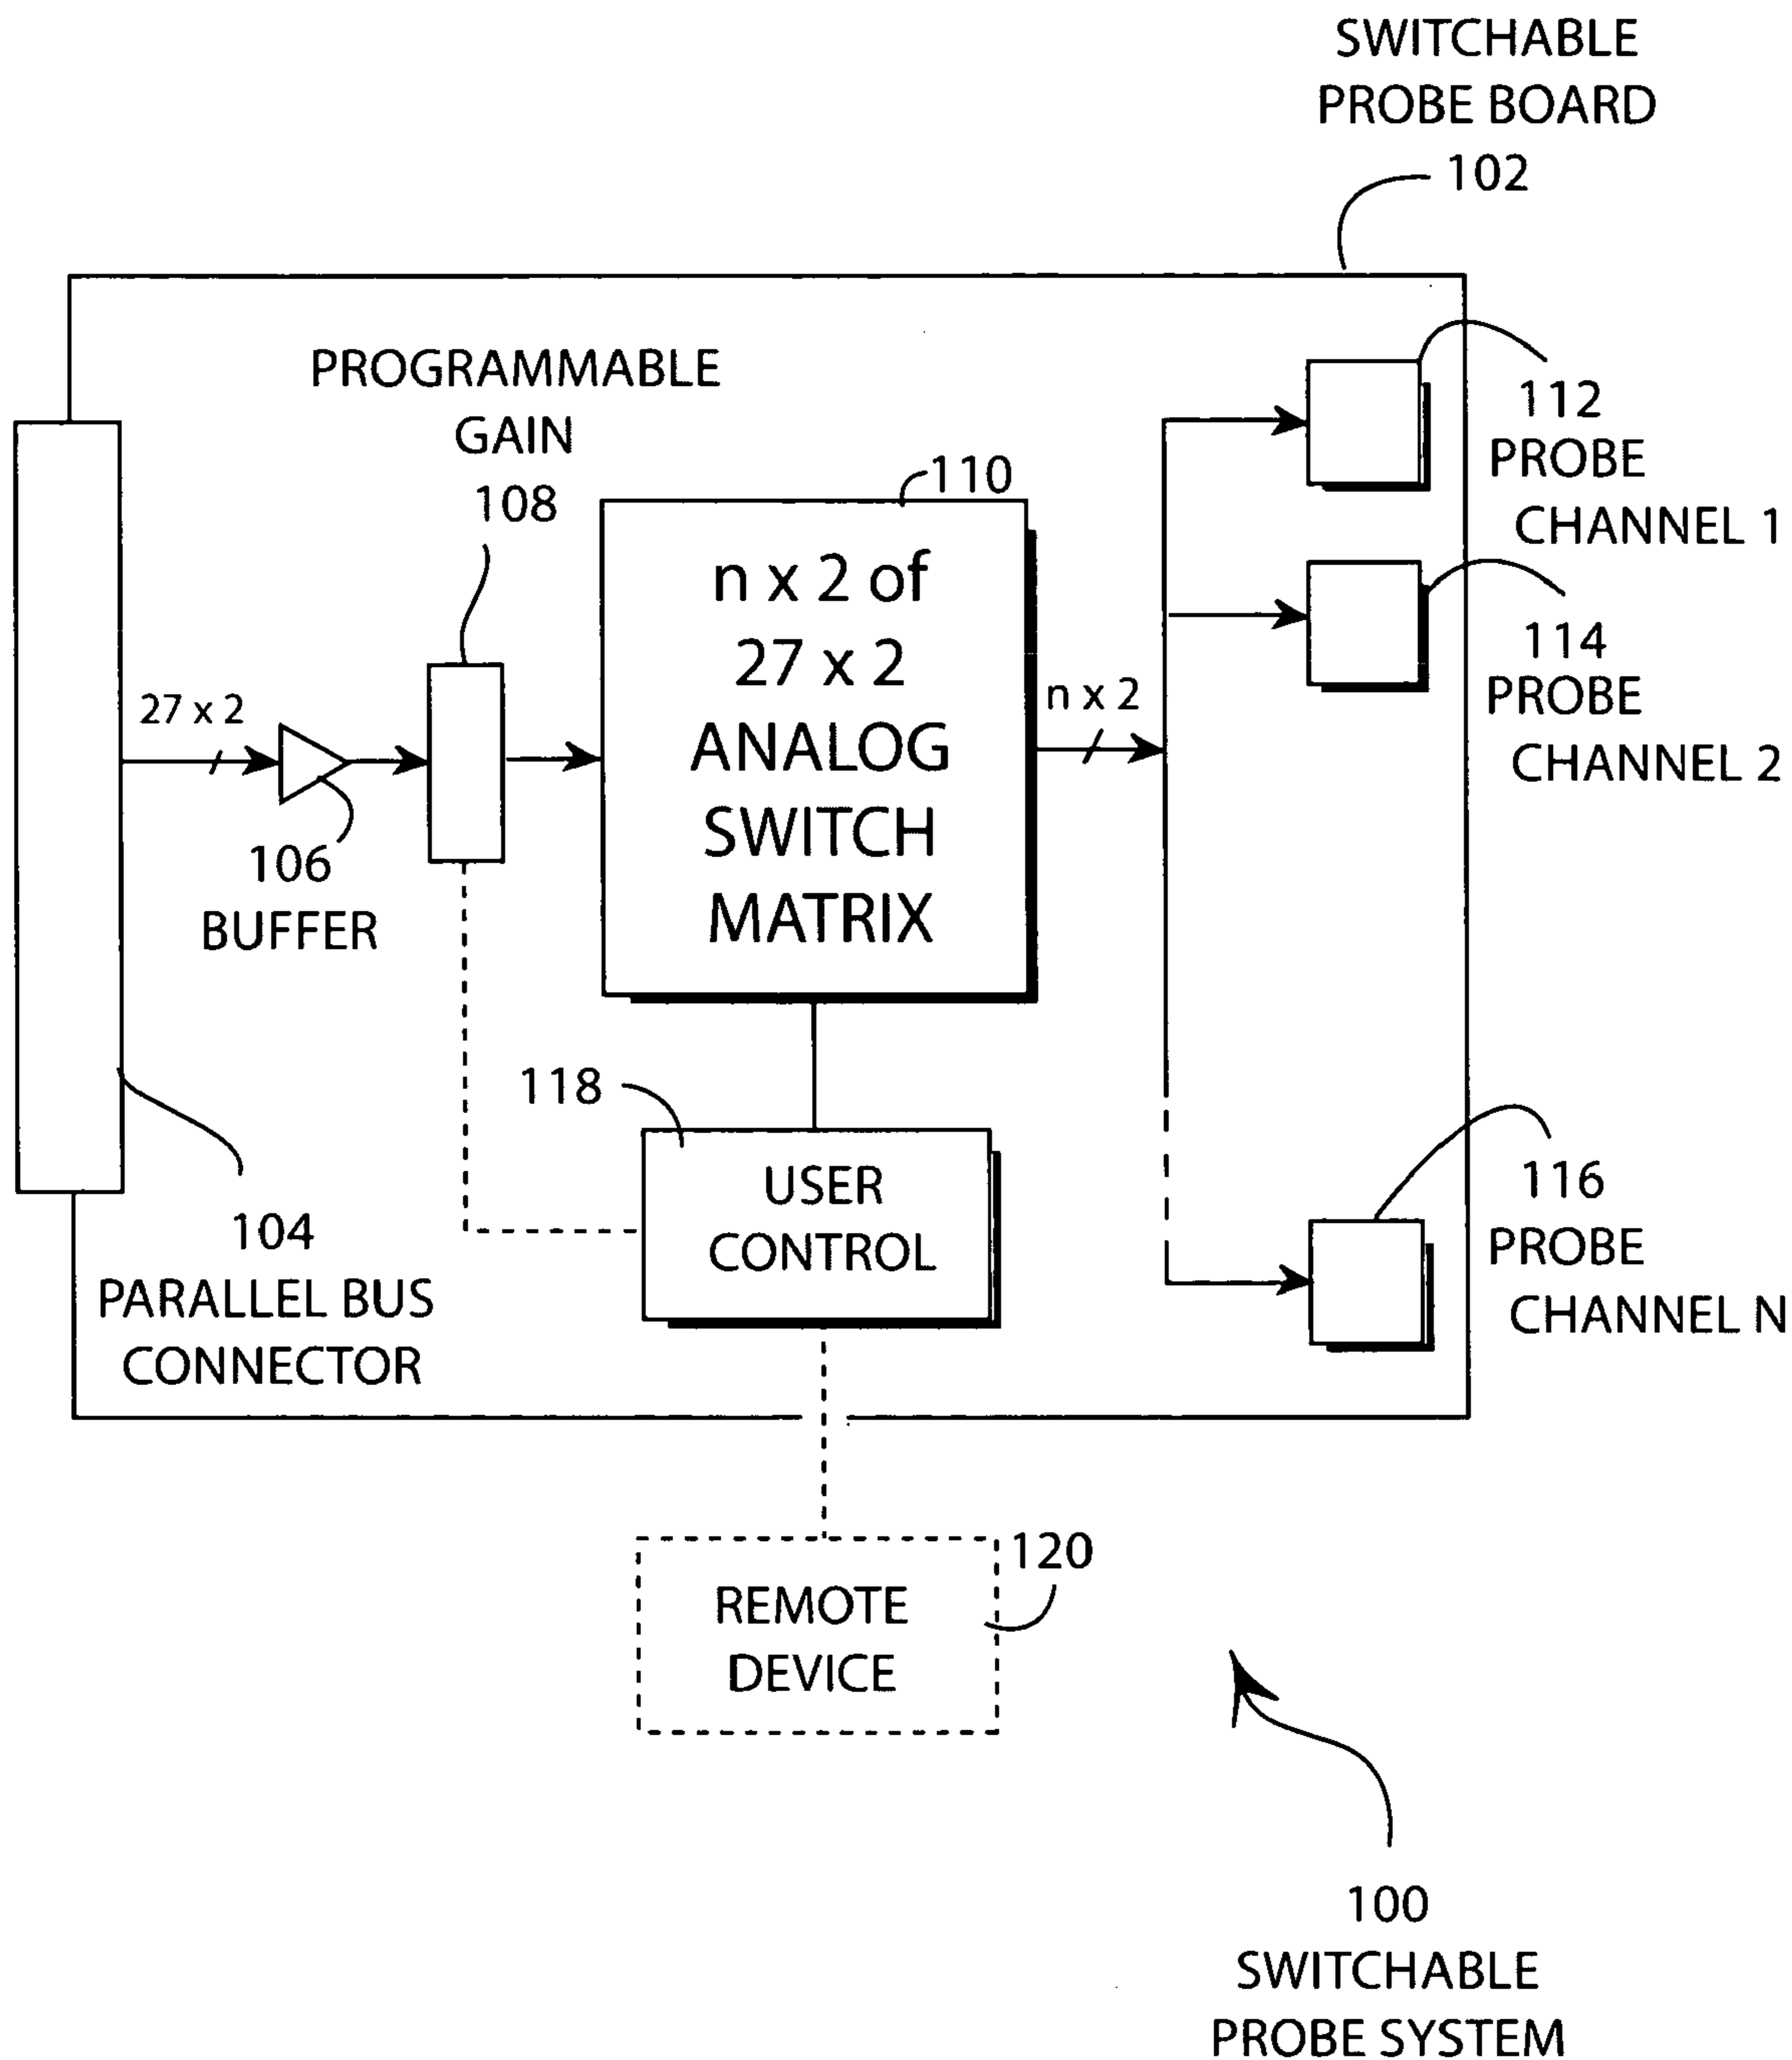 SWITCHABLE
PROBE BOARD
102
PROGRAMMABLE
GAIN
108
110
112
PROBE
CHANNEL 1
n x 2 of
27 x 2
ANALOG
SWITCH
MATRIX
114
PROBE
CHANNEL 2
27 x 2
n x 2
106
BUFFER
118
USER
CONTROL
116
PROBE
CHANNEL N
104
PARALLEL BUS
CONNECTOR
120
REMOTE
DEVICE
100
SWITCHABLE
PROBE SYSTEM